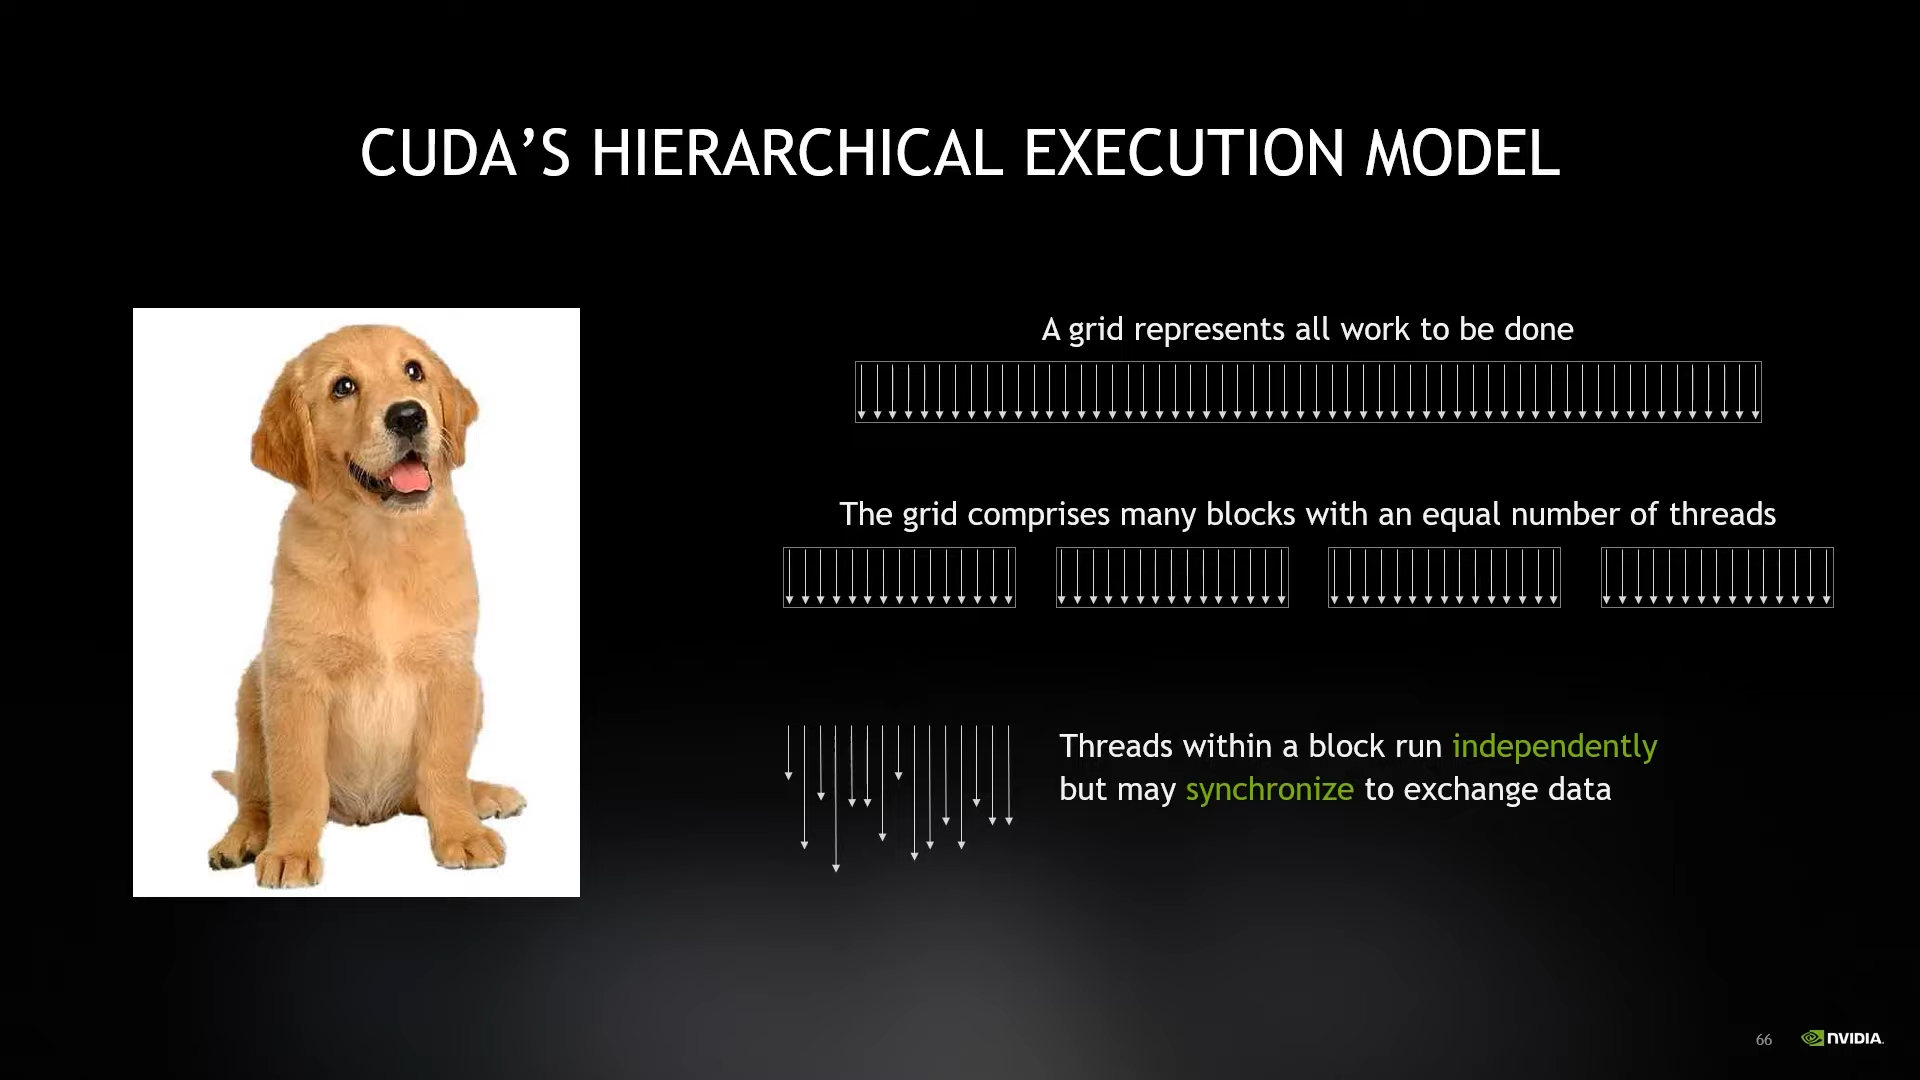 CUDA’S HIERARCHICAL EXECUTION MODEL
A grid represents all work to be done
The grid comprises many blocks with an equal number of threads
Threads within a block run independently
but may synchronize to exchange data
66
NVIDIA.